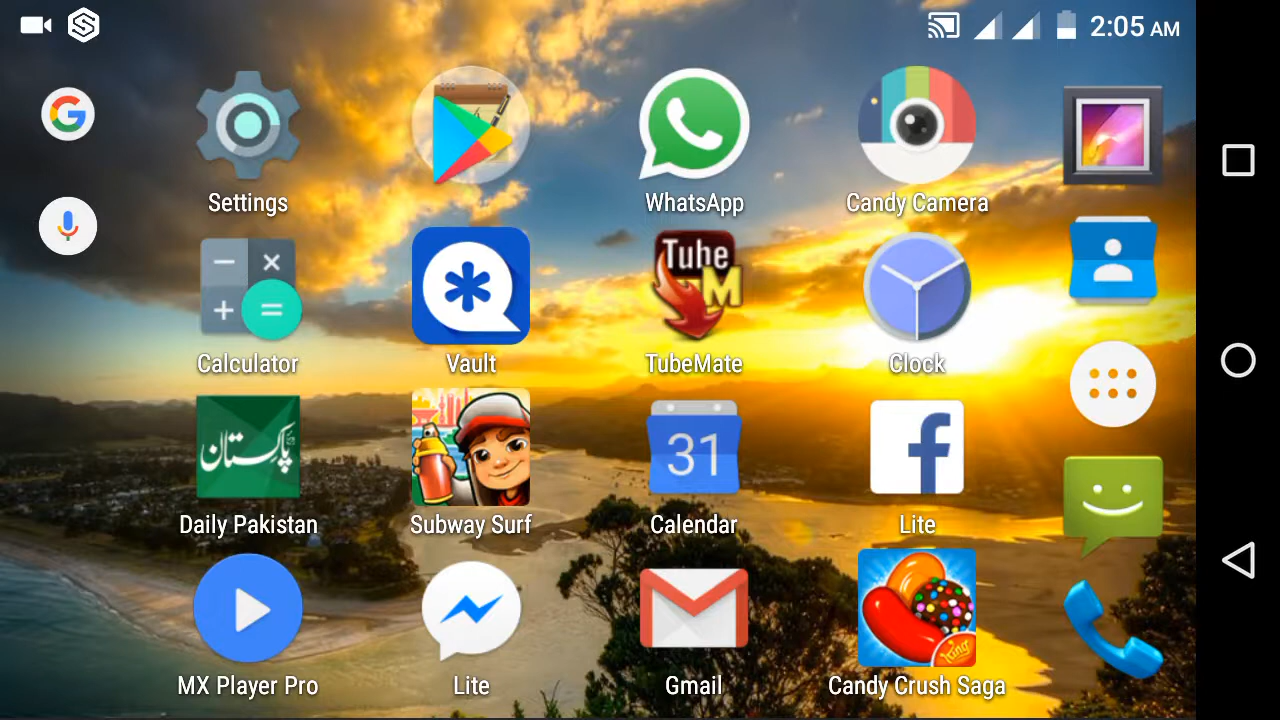 2:05 AM
Settings
WhatsApp
Candy Camera
Tube
M
Calculator
Vault
TubeMate
Clock
پاکستان
31
f
Daily Pakistan
Subway Surf
Calendar
Lite
King
MX Player Pro
Lite
Gmail
Candy Crush Saga